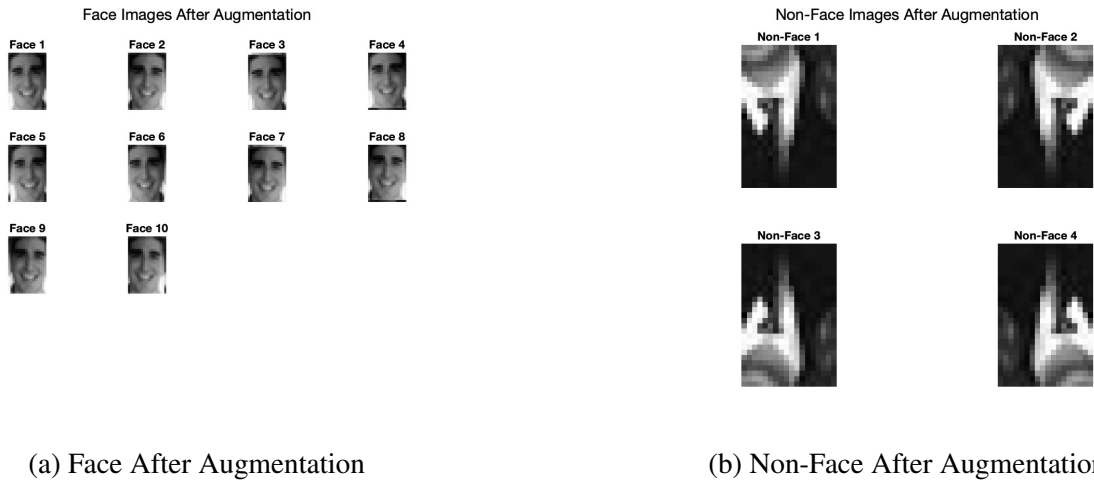 Face Images After Augmentation
Face 1
Face 2
Face 3
Face 4
Face 5
Face 6
Face 7
Face 8
Face 9
Face 10
(a) Face After Augmentation
Non-Face Images After Augmentation
Non-Face 1
Non-Face 2
Non-Face 3
Non-Face 4
(b) Non-Face After Augmentation